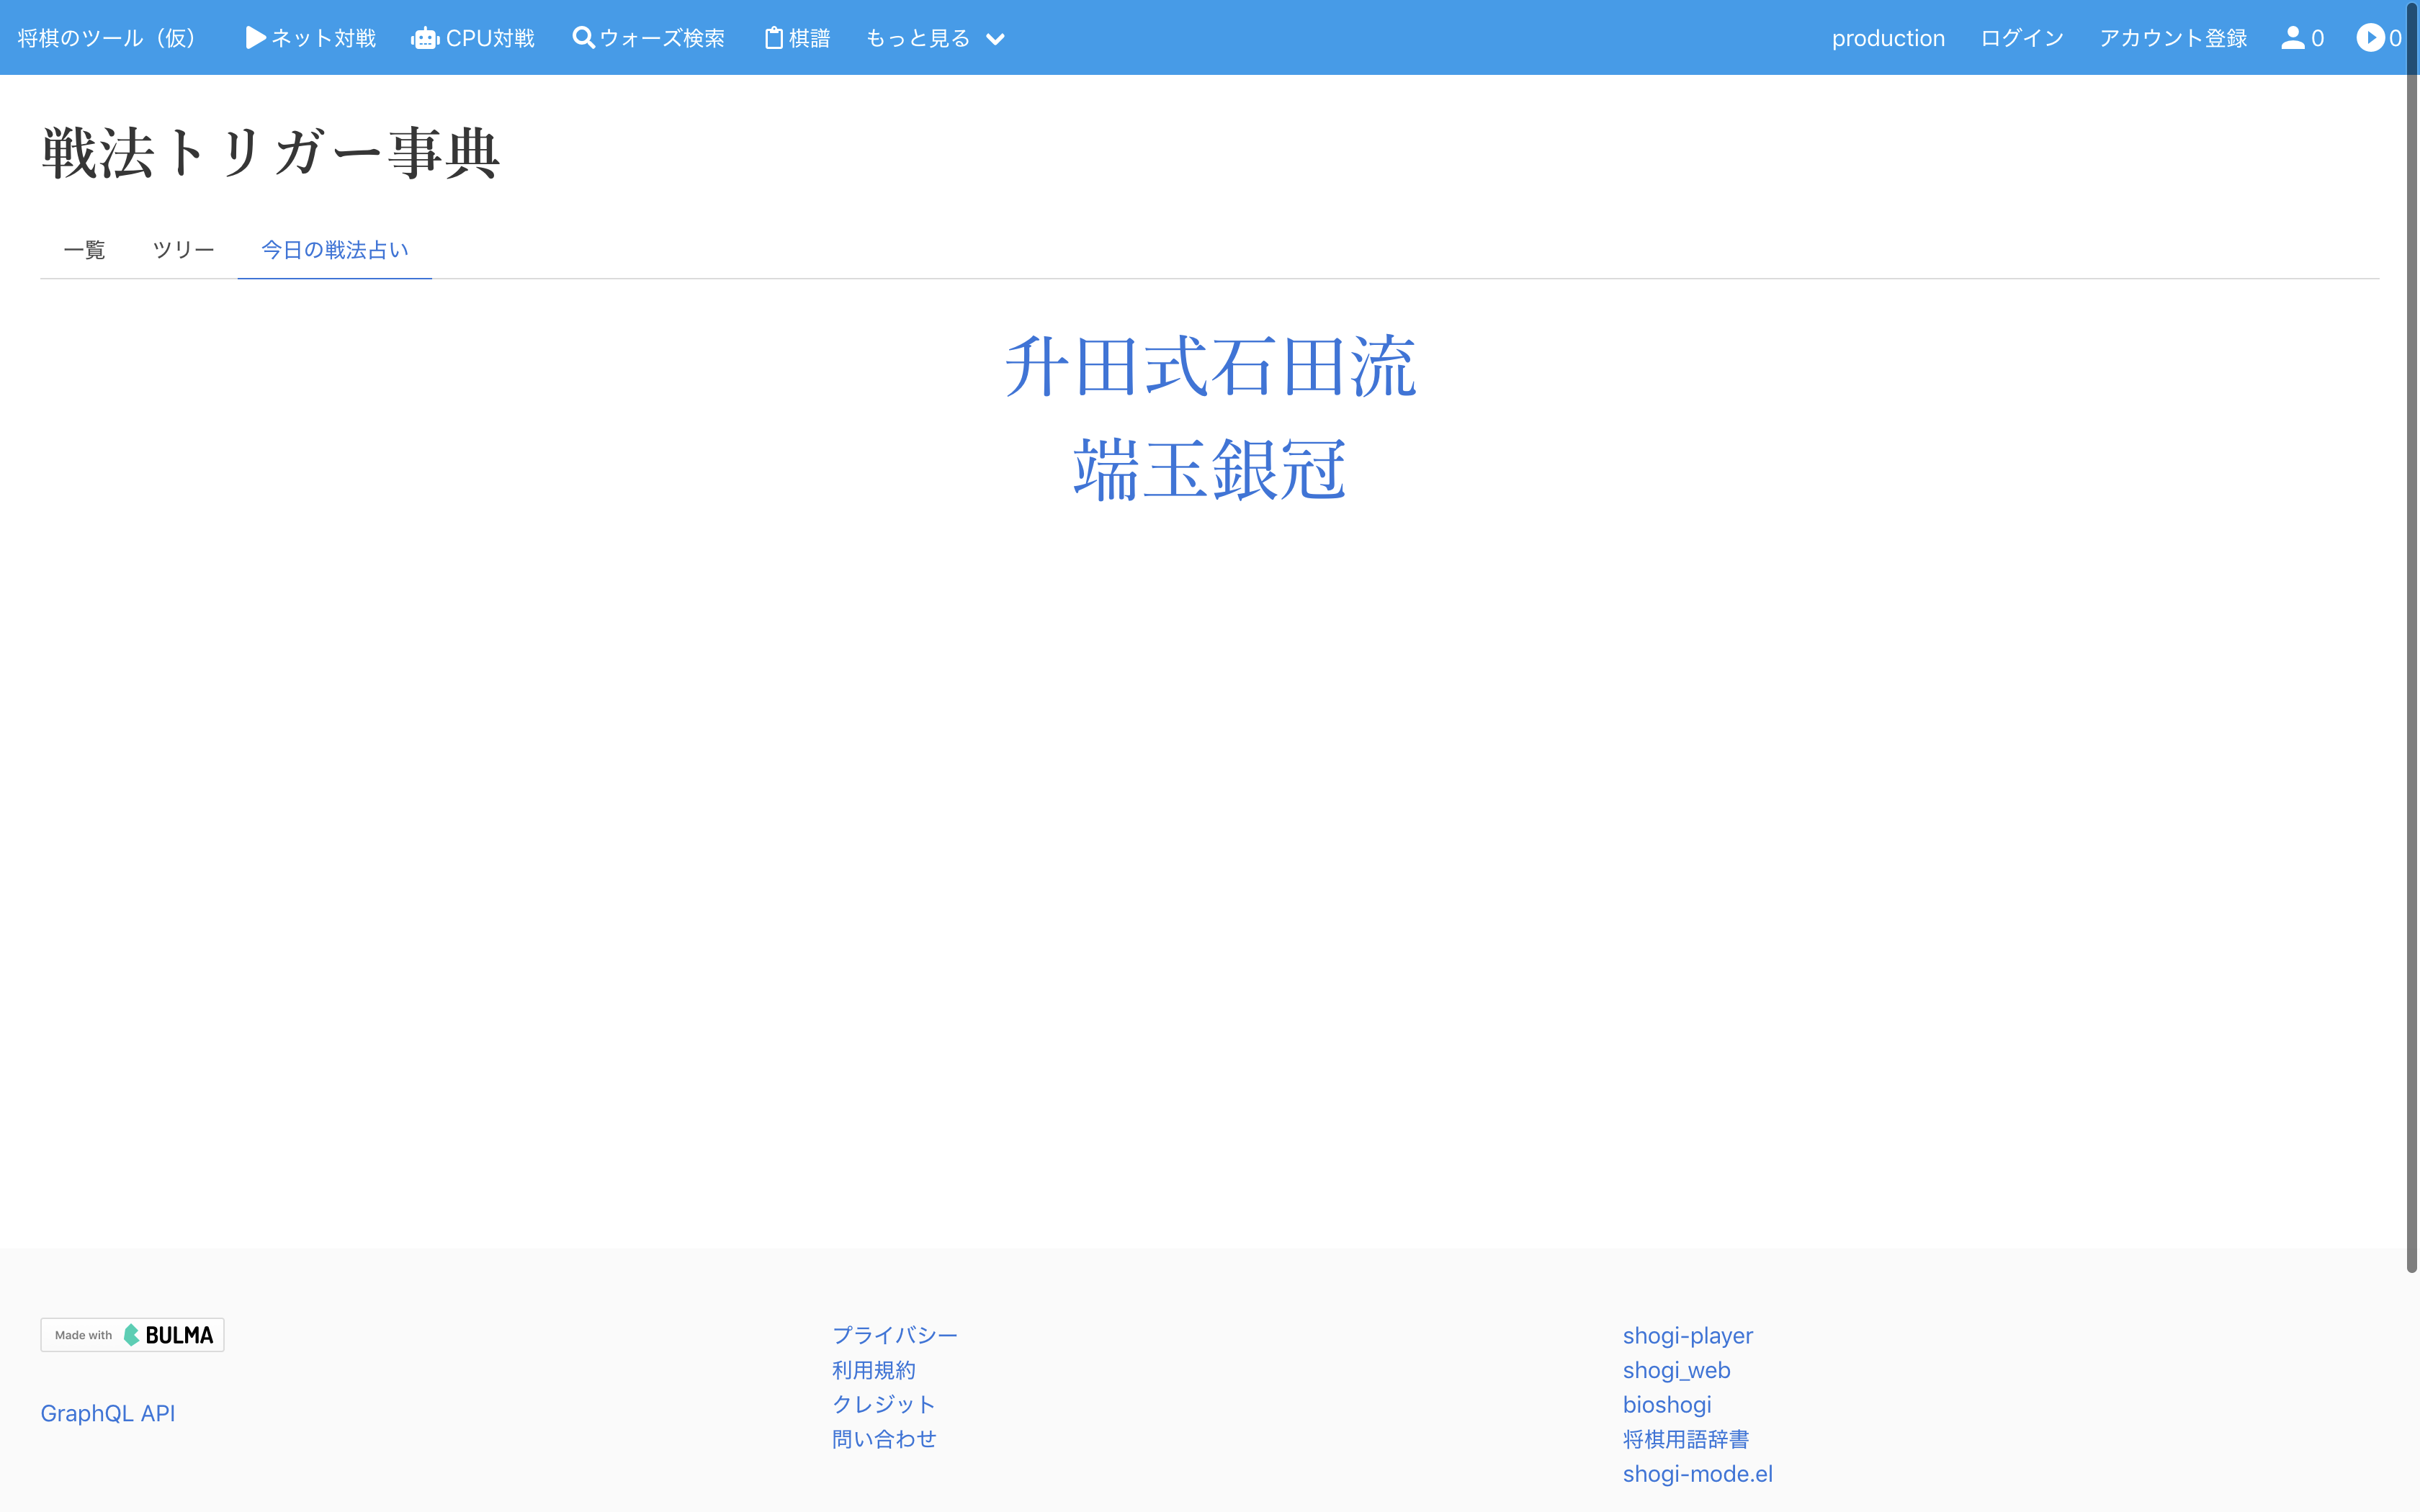 将棋のツール（仮） ネット対戦 CPU対戦 ウォーズ検索 棋譜 もっと見る production ログイン アカウント登録 0 0
戦法トリガー事典
一覧 ツリー 今日の戦法占い
升田式石田流
端玉銀冠
Made with BULMA
GraphQL API
プライバシー
利用規約
クレジット
問い合わせ
shogi-player
shogi_web
bioshogi
将棋用語辞書
shogi-mode.el